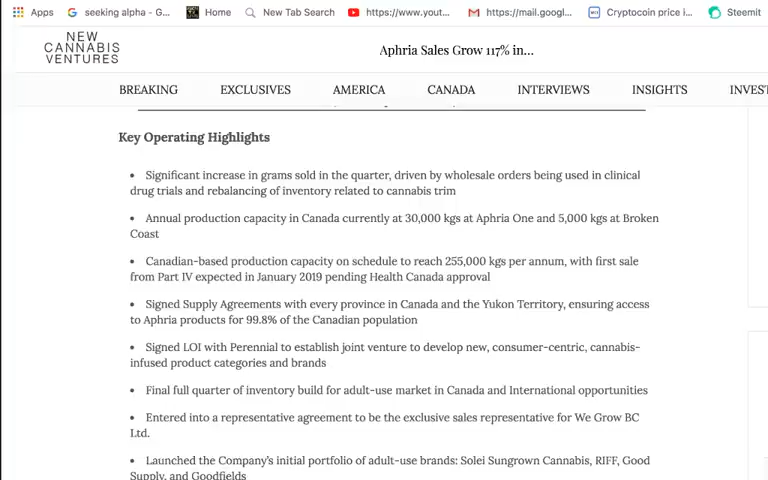 Apps
seeking alpha - G...
Home
New Tab Search
https://www.yout...
https://mail.googl...
Cryptocoin price i...
Steemit
NEW
CANNABIS
VENTURES
Aphria Sales Grow 117% in...
BREAKING
EXCLUSIVES
AMERICA
CANADA
INTERVIEWS
INSIGHTS
INVEST
Key Operating Highlights
• Significant increase in grams sold in the quarter, driven by wholesale orders being used in clinical
drug trials and rebalancing of inventory related to cannabis trim
• Annual production capacity in Canada currently at 30,000 kgs at Aphria One and 5,000 kgs at Broken
Coast
• Canadian-based production capacity on schedule to reach 255,000 kgs per annum, with first sale
from Part IV expected in January 2019 pending Health Canada approval
• Signed Supply Agreements with every province in Canada and the Yukon Territory, ensuring access
to Aphria products for 99.8% of the Canadian population
• Signed LOI with Perennial to establish joint venture to develop new, consumer-centric, cannabis-
infused product categories and brands
• Final full quarter of inventory build for adult-use market in Canada and International opportunities
• Entered into a representative agreement to be the exclusive sales representative for We Grow BC
Ltd.
• Launched the Company's initial portfolio of adult-use brands: Solei Sungrown Cannabis, RIFF, Good
Supply, and Goodfields